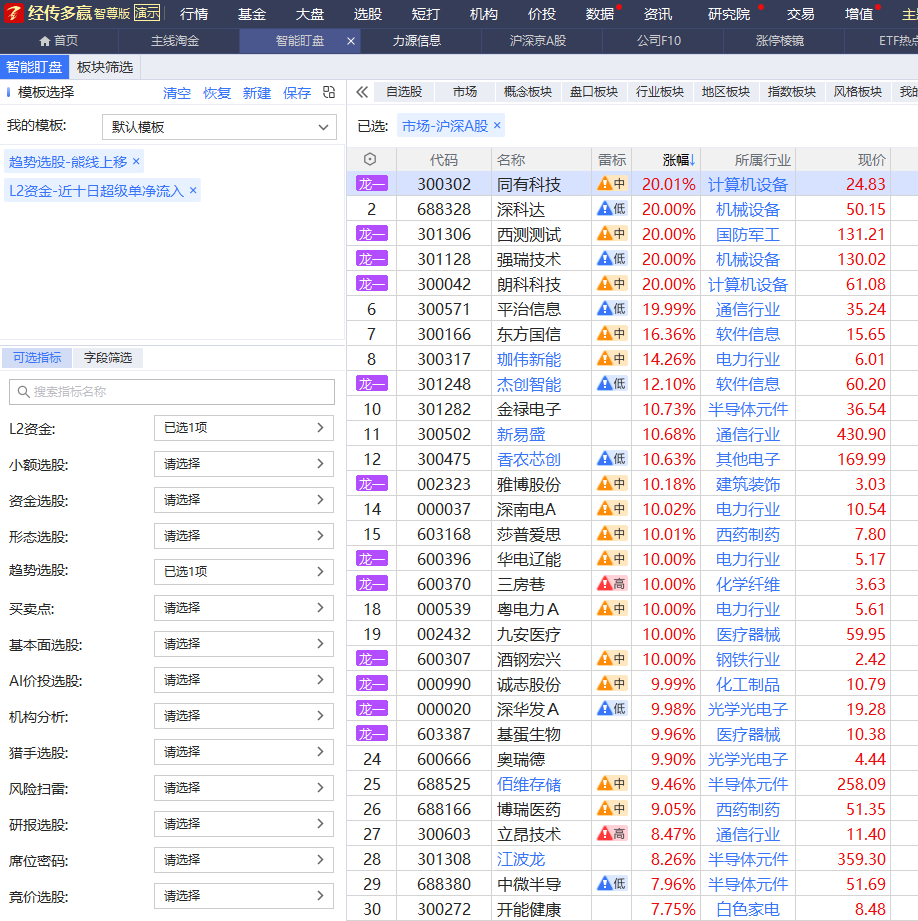 经传多赢 智尊版 演示 行情 基金 大盘 选股 短打 机构 价投 数据 资讯 研究院 交易 增值 主
首页 主线淘金 智能盯盘 × 力源信息 沪深京A股 公司F10 涨停棱镜 ETF热点
智能盯盘 板块筛选
模板选择 清空 恢复 新建 保存
我的模板: 默认模板
趋势选股-熊线上移 ×
L2资金-近十日超级单净流入 ×
可选指标 字段筛选
搜索指标名称
L2资金: 已选1项
小额选股: 请选择
资金选股: 请选择
形态选股: 请选择
趋势选股: 已选1项
买卖点: 请选择
基本面选股: 请选择
AI价投选股: 请选择
机构分析: 请选择
猎手选股: 请选择
风险扫雷: 请选择
研报选股: 请选择
席位密码: 请选择
竞价选股: 请选择
自选股 市场 概念板块 盘口板块 行业板块 地区板块 指数板块 风格板块 我的
已选: 市场-沪深A股 ×
代码 名称 雷标 涨幅↓ 所属行业 现价
龙一 300302 同有科技 中 20.01% 计算机设备 24.83
2 688328 深科达 低 20.00% 机械设备 50.15
龙一 301306 西测测试 中 20.00% 国防军工 131.21
龙一 301128 强瑞技术 低 20.00% 机械设备 130.02
龙一 300042 朗科科技 中 20.00% 计算机设备 61.08
6 300571 平治信息 低 19.99% 通信行业 35.24
7 300166 东方国信 中 16.36% 软件信息 15.65
8 300317 珈伟新能 中 14.26% 电力行业 6.01
龙一 301248 杰创智能 低 12.10% 软件信息 60.20
10 301282 金禄电子 10.73% 半导体元件 36.54
11 300502 新易盛 10.68% 通信行业 430.90
12 300475 香农芯创 低 10.63% 其他电子 169.99
龙一 002323 雅博股份 中 10.18% 建筑装饰 3.03
14 000037 深南电A 中 10.02% 电力行业 10.54
15 603168 莎普爱思 中 10.01% 西药制药 7.80
龙一 600396 华电辽能 中 10.00% 电力行业 5.17
龙一 600370 三房巷 高 10.00% 化学纤维 3.63
18 000539 粤电力A 中 10.00% 电力行业 5.61
19 002432 九安医疗 10.00% 医疗器械 59.95
龙一 600307 酒钢宏兴 中 10.00% 钢铁行业 2.42
龙一 000990 诚志股份 中 9.99% 化工制品 10.79
龙一 000020 深华发A 低 9.98% 光学光电子 19.28
龙一 603387 基蛋生物 9.96% 医疗器械 10.38
24 600666 奥瑞德 9.90% 光学光电子 4.44
25 688525 佰维存储 中 9.46% 半导体元件 258.09
26 688166 博瑞医药 中 9.05% 西药制药 51.35
27 300603 立昂技术 高 8.47% 通信行业 11.40
28 301308 江波龙 8.26% 半导体元件 359.30
29 688380 中微半导 低 7.96% 半导体元件 51.69
30 300272 开能健康 7.75% 白色家电 8.48